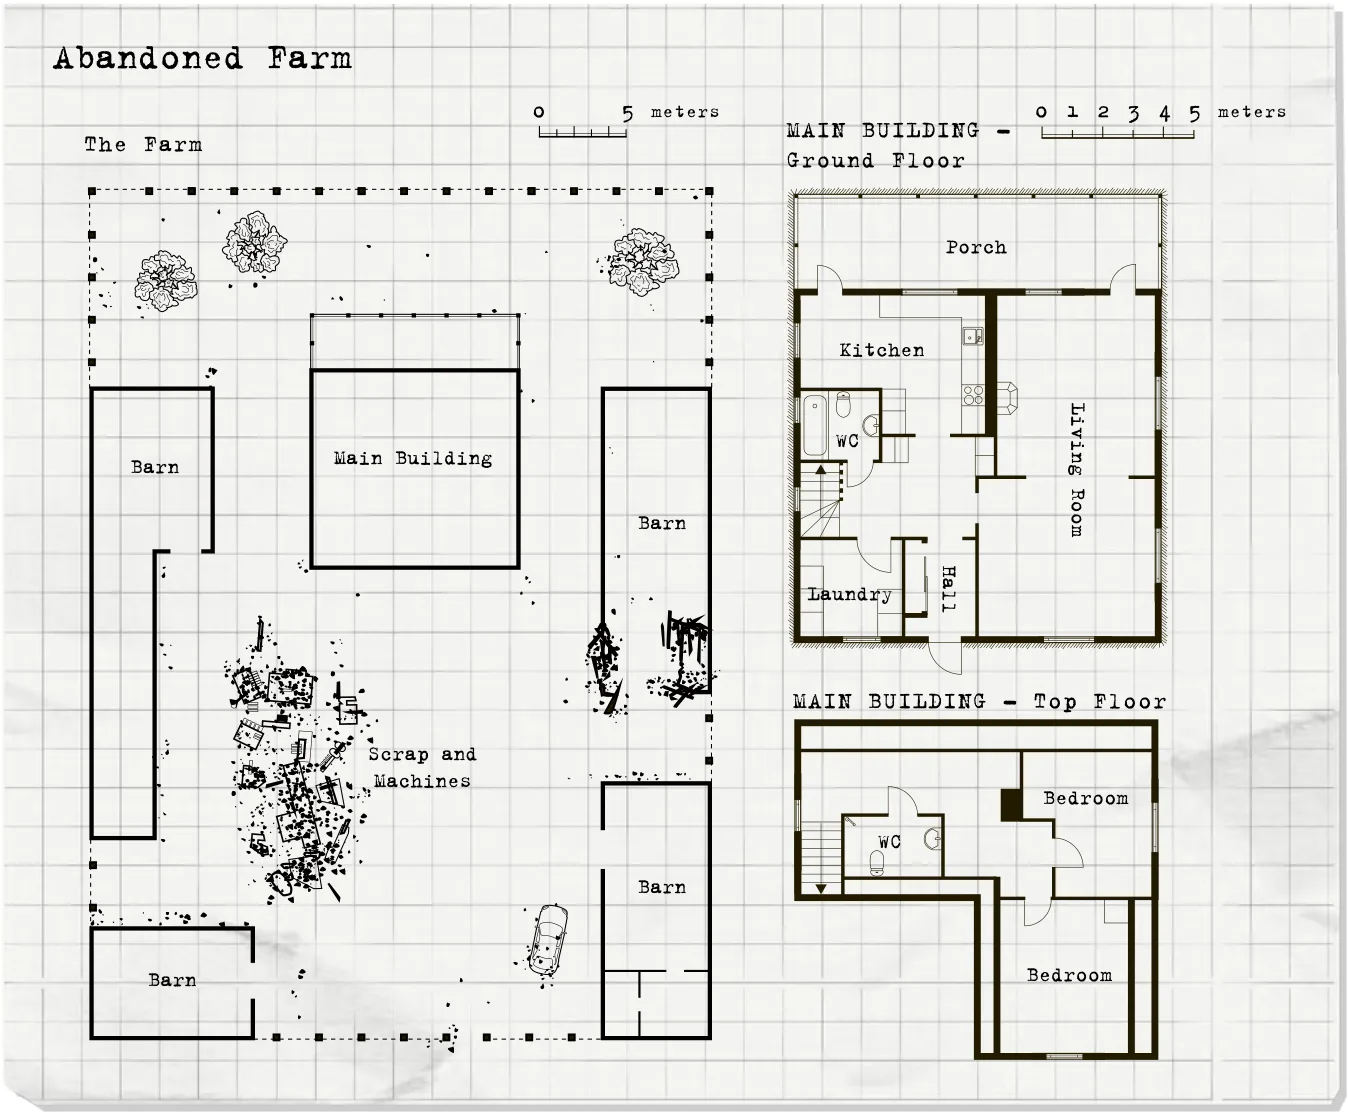 Abandoned Farm
0 5 meters
The Farm
Barn
Main Building
Barn
Scrap and
Machines
Barn
Barn
MAIN BUILDING -
Ground Floor
0 1 2 3 4 5 meters
Porch
Kitchen
WC
Living Room
Laundry
Hall
MAIN BUILDING - Top Floor
Bedroom
WC
Bedroom